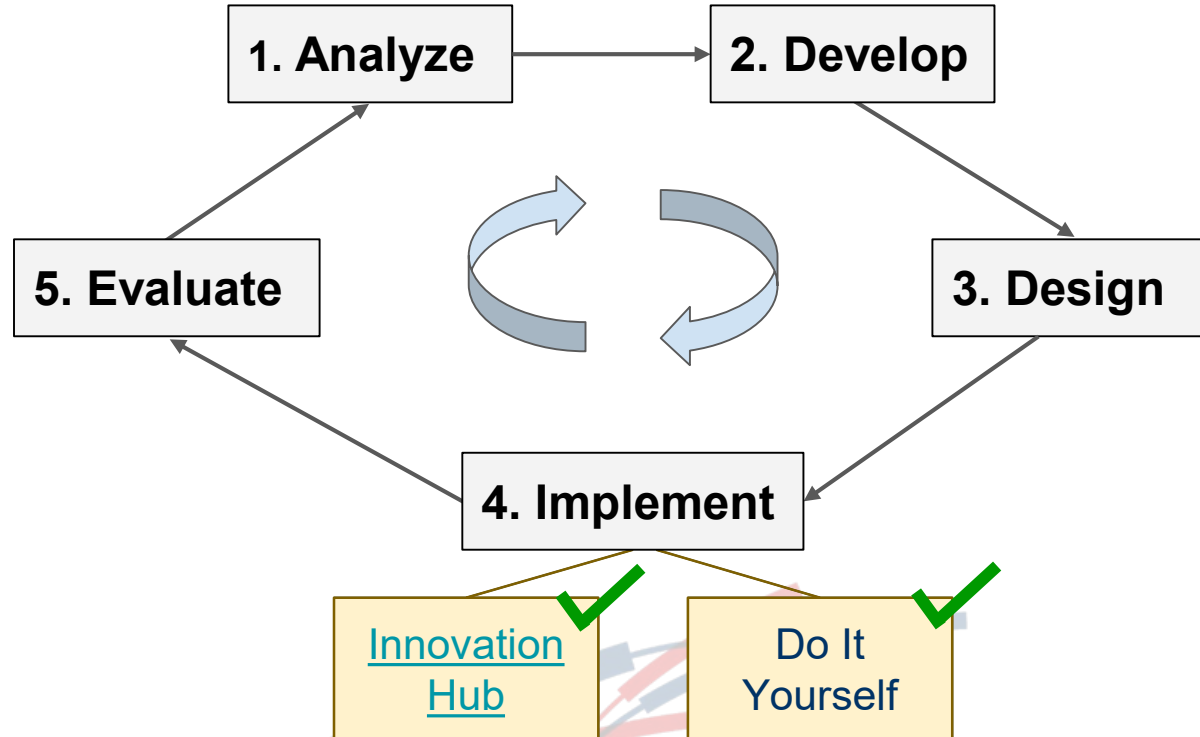 1. Analyze
2. Develop
5. Evaluate
3. Design
4. Implement
Innovation
Hub
Do It
Yourself